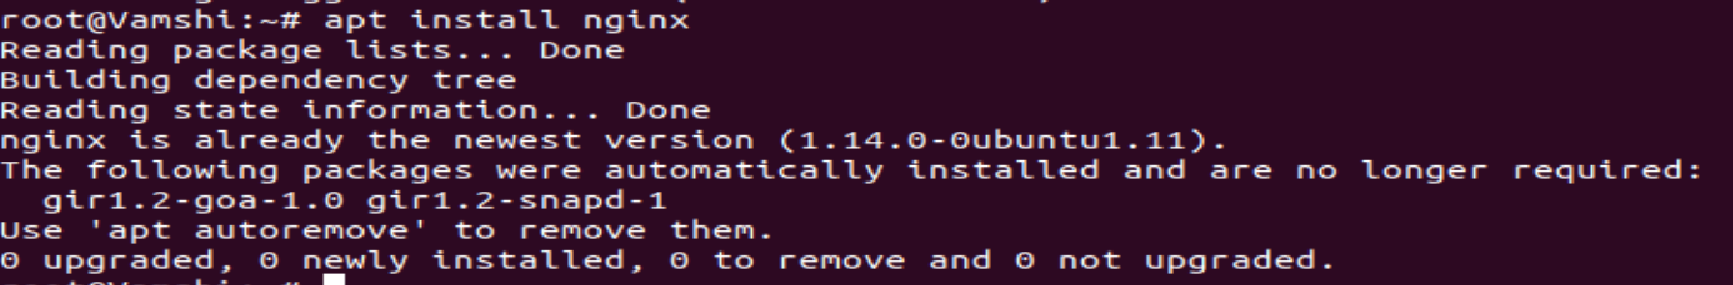 root@Vamshi:~# apt install nginx
Reading package lists... Done
Building dependency tree
Reading state information... Done
nginx is already the newest version (1.14.0-0ubuntu1.11).
The following packages were automatically installed and are no longer required:
  gir1.2-goa-1.0 gir1.2-snapd-1
Use 'apt autoremove' to remove them.
0 upgraded, 0 newly installed, 0 to remove and 0 not upgraded.